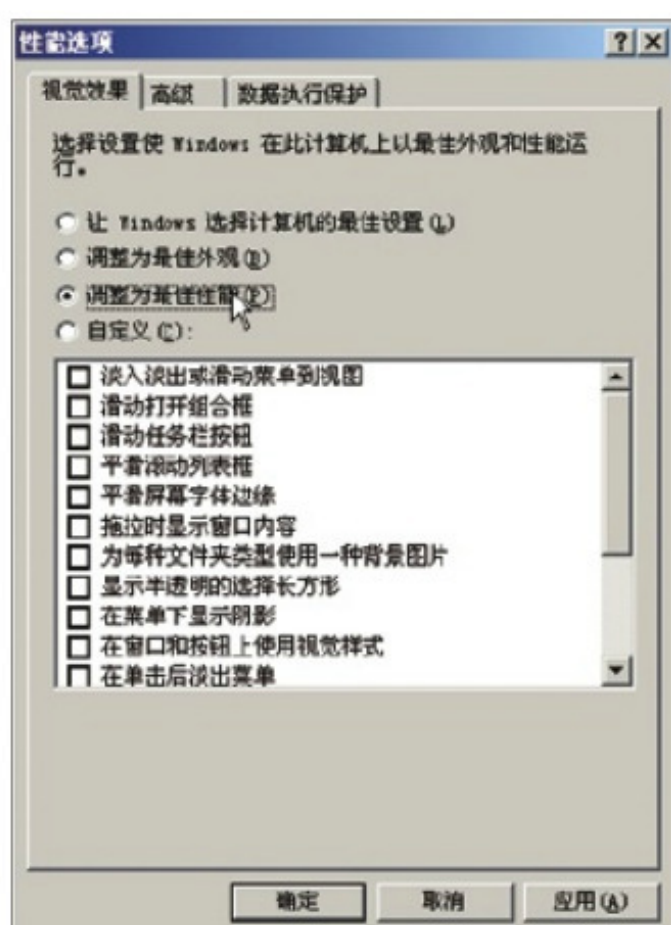 性能选项
视觉效果 高级 数据执行保护
选择设置使 Windows 在此计算机上以最佳外观和性能运
行。
让 Windows 选择计算机的最佳设置(L)
调整为最佳外观(B)
调整为最佳性能(P)
自定义(C):
淡入淡出或滑动菜单到视图
滑动打开组合框
滑动任务栏按钮
平滑滚动列表框
平滑屏幕字体边缘
拖拉时显示窗口内容
为每种文件夹类型使用一种背景图片
显示半透明的选择长方形
在菜单下显示阴影
在窗口和按钮上使用视觉样式
在单击后淡出菜单
确定 取消 应用(A)